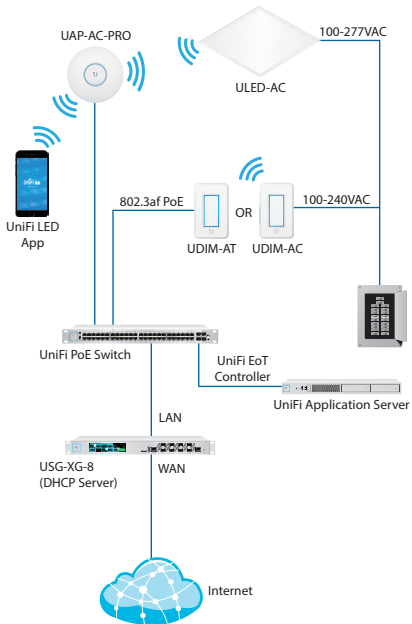 UAP-AC-PRO
100-277VAC
ULED-AC
UniFi LED
App
802.3af PoE
OR
100-240VAC
UDIM-AT
UDIM-AC
UniFi PoE Switch
UniFi EoT
Controller
UniFi Application Server
LAN
USG-XG-8
(DHCP Server)
WAN
Internet